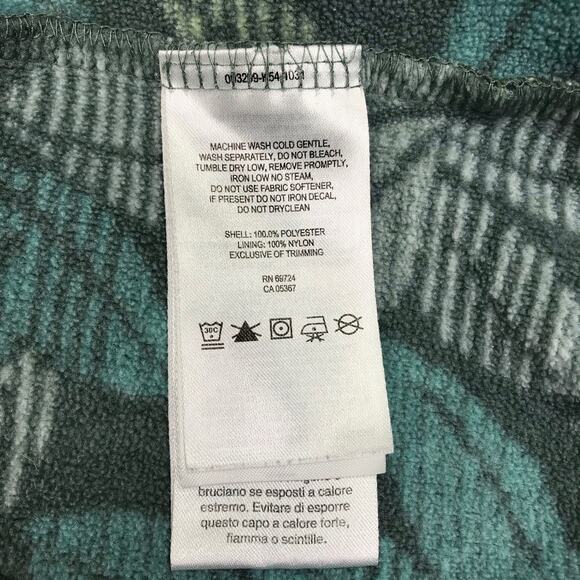 MACHINE WASH COLD GENTLE,
WASH SEPARATELY, DO NOT BLEACH,
TUMBLE DRY LOW, REMOVE PROMPTLY,
IRON LOW NO STEAM,
DO NOT USE FABRIC SOFTENER,
IF PRESENT DO NOT IRON DECAL,
DO NOT DRYCLEAN
SHELL: 100.0% POLYESTER
LINING: 100% NYLON
EXCLUSIVE OF TRIMMING
RN 69724
CA 05367
30C
bruciano se esposti a calore
estremo. Evitare di esporre
questo capo a calore forte,
fiamma o scintille.